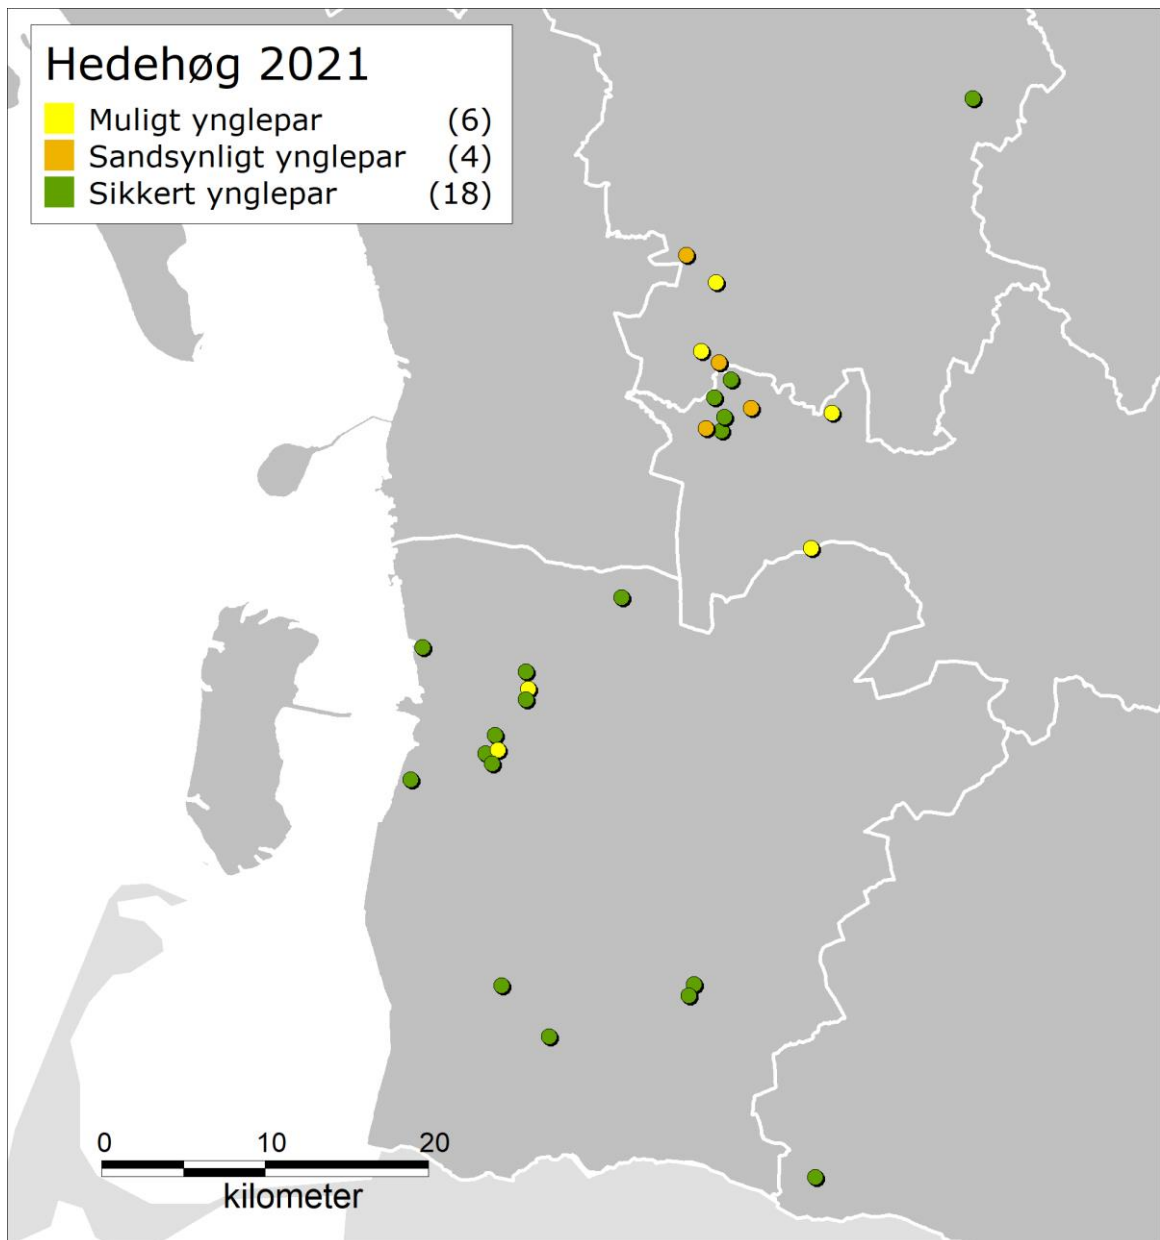 Hedehøg 2021
Muligt ynglepar (6)
Sandsynligt ynglepar (4)
Sikkert ynglepar (18)
0 10 20
kilometer